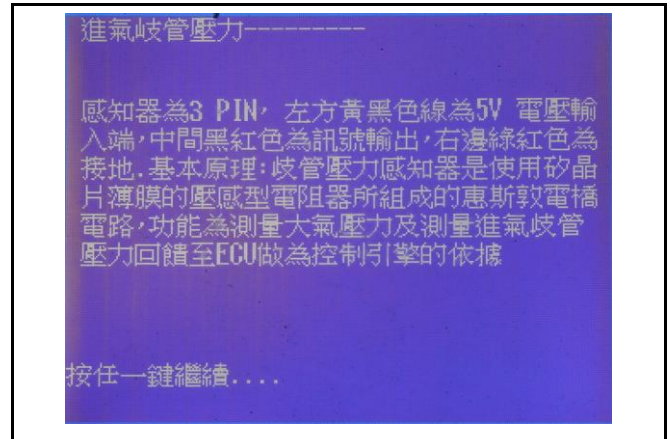 進氣岐管壓力---------
感知器為3 PIN, 左方黃黑色線為5V 電壓輸
入端,中間黑紅色為訊號輸出,右邊綠紅色為
接地.基本原理:歧管壓力感知器是使用矽晶
片薄膜的壓感型電阻器所組成的惠斯敦電橋
電路,功能為測量大氣壓力及測量進氣歧管
壓力回饋至ECU做為控制引擎的依據
按任一鍵繼續....